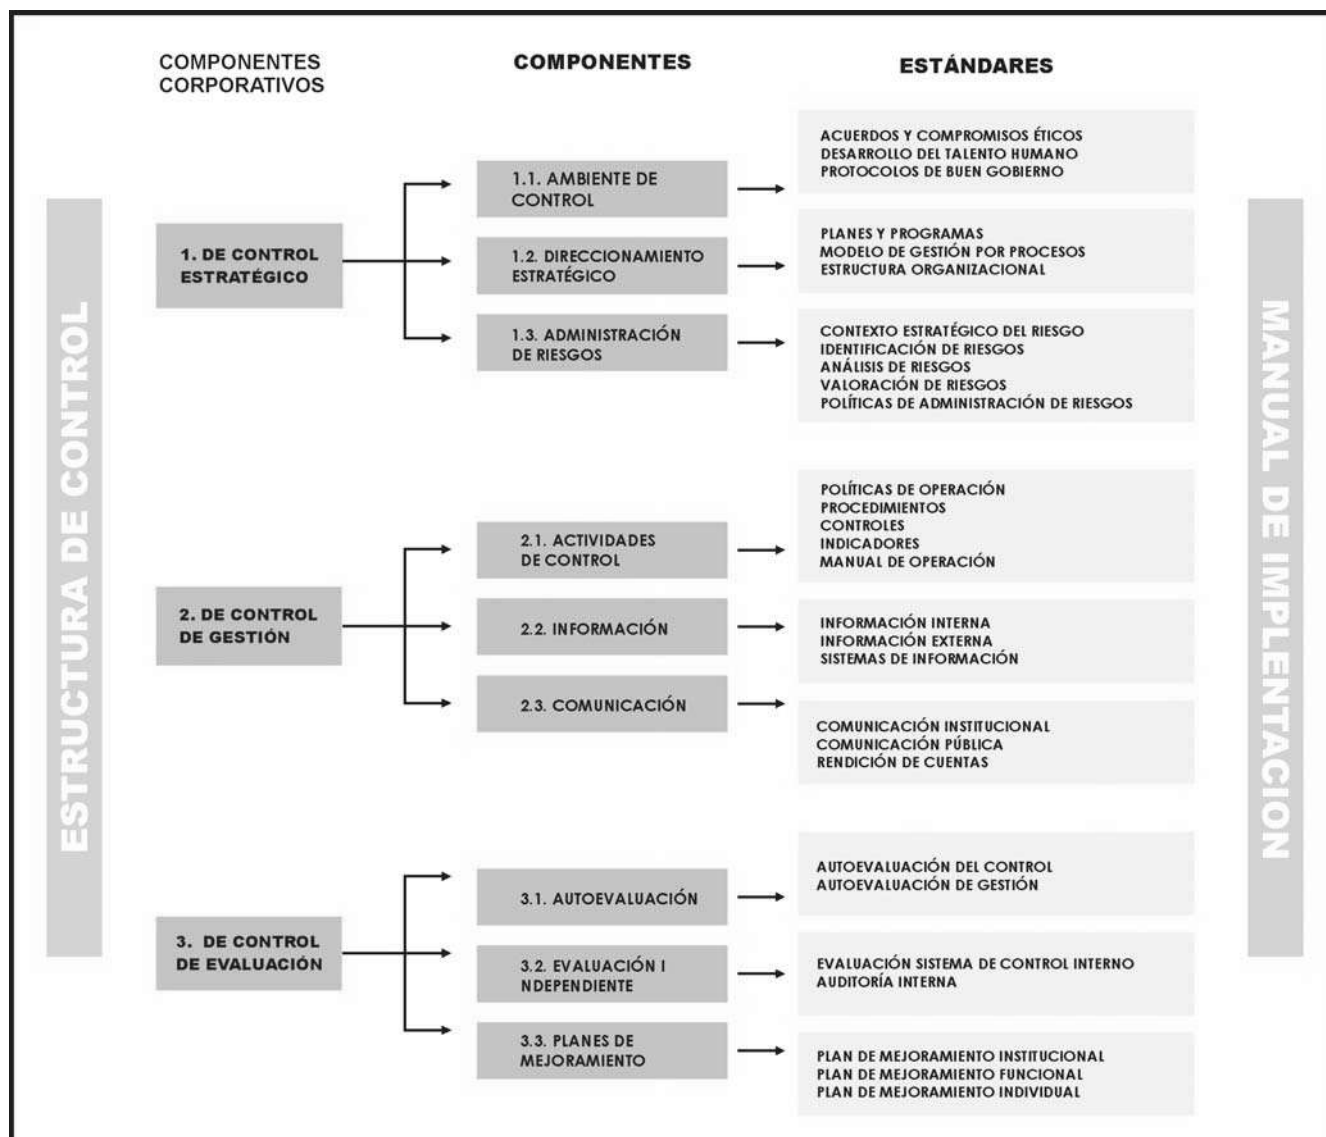 COMPONENTES
CORPORATIVOS
COMPONENTES
ESTÁNDARES
ESTRUCTURA DE CONTROL
1. DE CONTROL
ESTRATÉGICO
1.1. AMBIENTE DE
CONTROL
ACUERDOS Y COMPROMISOS ÉTICOS
DESARROLLO DEL TALENTO HUMANO
PROTOCOLOS DE BUEN GOBIERNO
1.2. DIRECCIONAMIENTO
ESTRATÉGICO
PLANES Y PROGRAMAS
MODELO DE GESTIÓN POR PROCESOS
ESTRUCTURA ORGANIZACIONAL
1.3. ADMINISTRACIÓN
DE RIESGOS
CONTEXTO ESTRATÉGICO DEL RIESGO
IDENTIFICACIÓN DE RIESGOS
ANÁLISIS DE RIESGOS
VALORACIÓN DE RIESGOS
POLÍTICAS DE ADMINISTRACIÓN DE RIESGOS
2. DE CONTROL
DE GESTIÓN
2.1. ACTIVIDADES
DE CONTROL
POLÍTICAS DE OPERACIÓN
PROCEDIMIENTOS
CONTROLES
INDICADORES
MANUAL DE OPERACIÓN
2.2. INFORMACIÓN
INFORMACIÓN INTERNA
INFORMACIÓN EXTERNA
SISTEMAS DE INFORMACIÓN
2.3. COMUNICACIÓN
COMUNICACIÓN INSTITUCIONAL
COMUNICACIÓN PÚBLICA
RENDICIÓN DE CUENTAS
3. DE CONTROL
DE EVALUACIÓN
3.1. AUTOEVALUACIÓN
AUTOEVALUACIÓN DEL CONTROL
AUTOEVALUACIÓN DE GESTIÓN
3.2. EVALUACIÓN I
NDEPENDIENTE
EVALUACIÓN SISTEMA DE CONTROL INTERNO
AUDITORÍA INTERNA
3.3. PLANES DE
MEJORAMIENTO
PLAN DE MEJORAMIENTO INSTITUCIONAL
PLAN DE MEJORAMIENTO FUNCIONAL
PLAN DE MEJORAMIENTO INDIVIDUAL
MANUAL DE IMPLENTACION